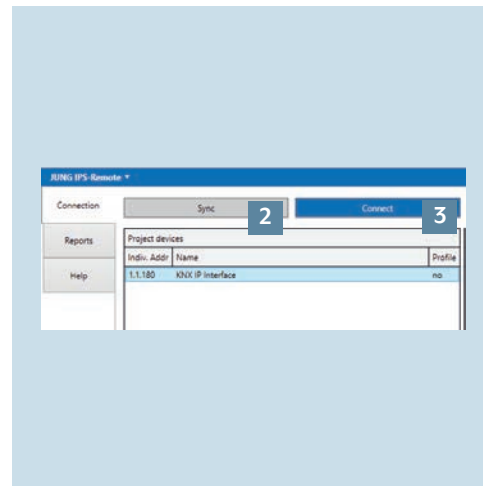 JUNG IPS-Remote
Connection Sync 2 Connect 3
Reports Project devices
Indiv. Addr Name Profile
Help 1.1.180 KNX IP Interface no